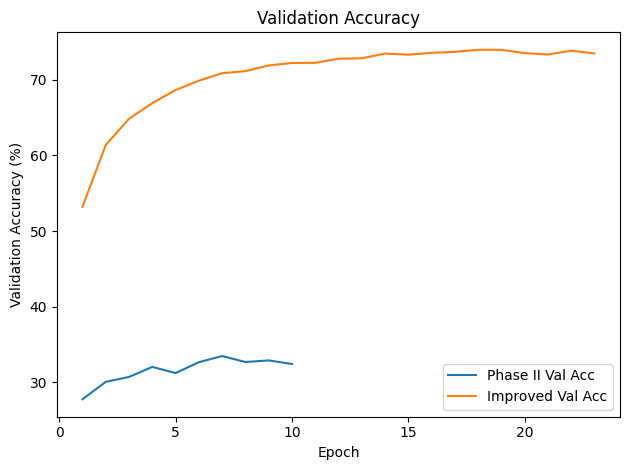 Validation Accuracy
Validation Accuracy (%)
70
60
50
40
30
0
5
10
15
20
Epoch
Phase II Val Acc
Improved Val Acc